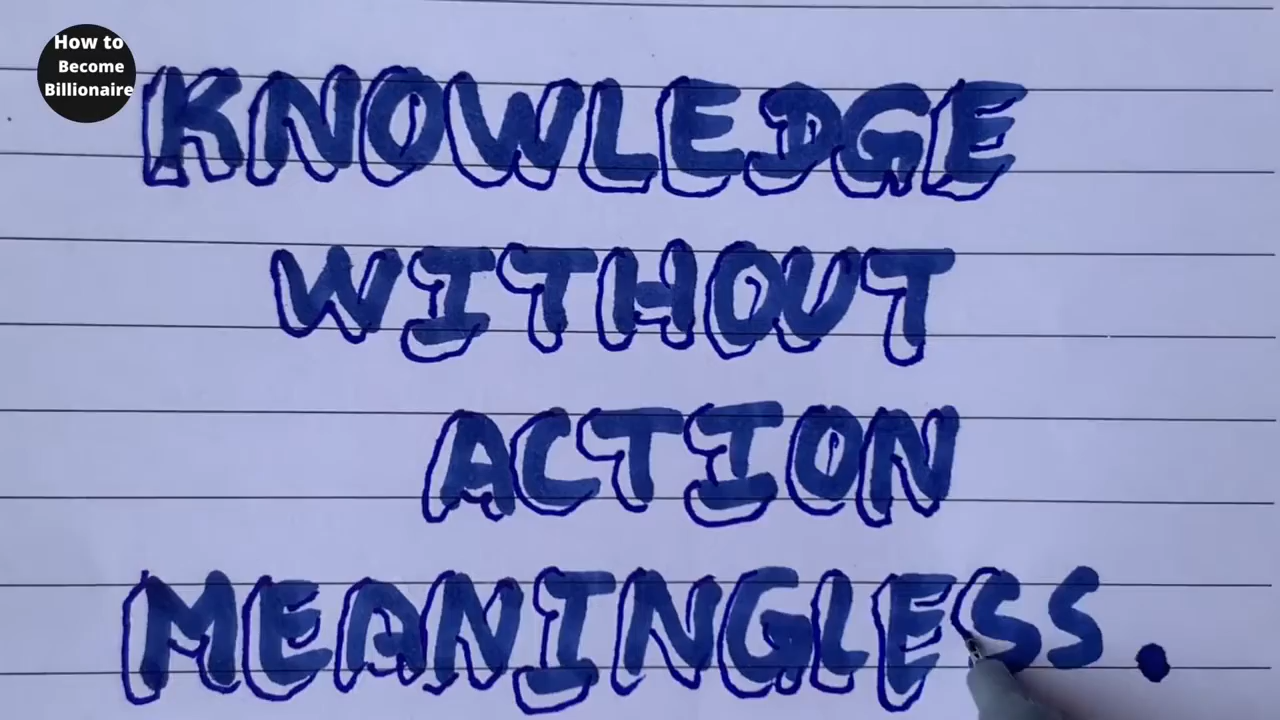 How to
Become
Billionaire
KNOWLEDGE
WITHOUT
ACTION
MEANINGLESS.